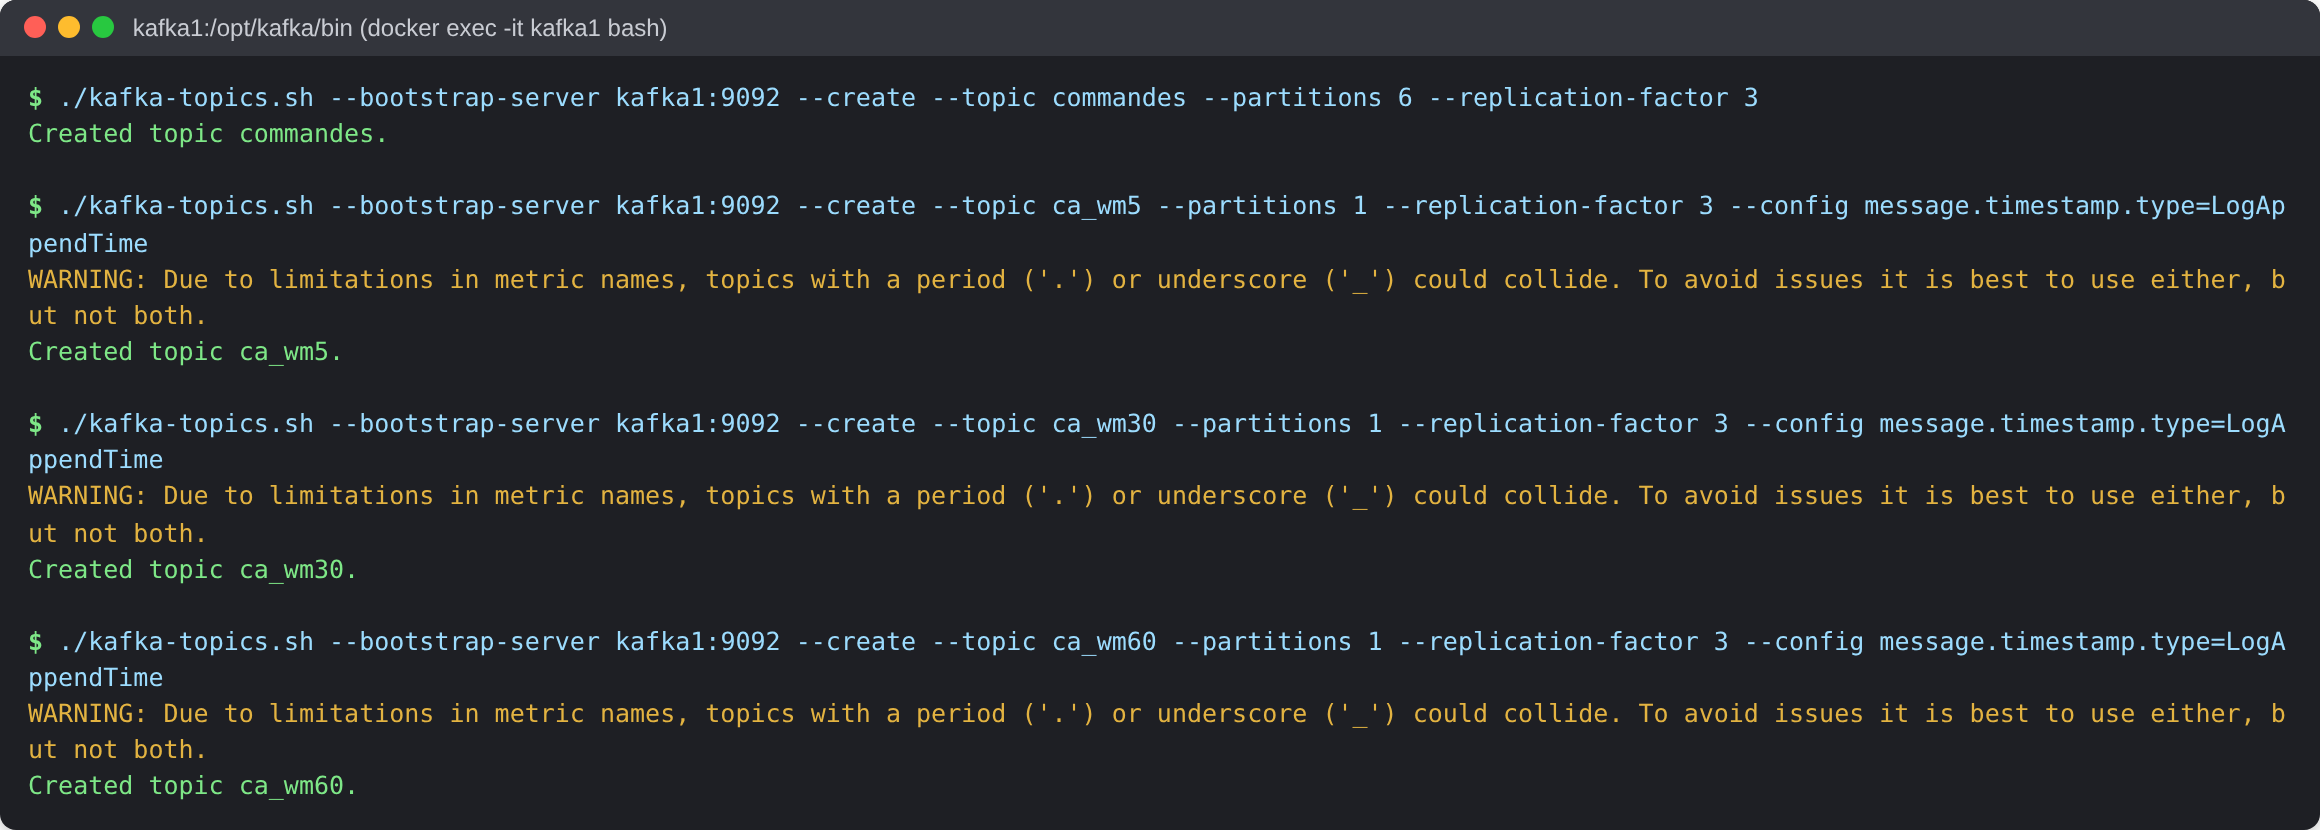 kafka1:/opt/kafka/bin (docker exec -it kafka1 bash)
$ ./kafka-topics.sh --bootstrap-server kafka1:9092 --create --topic commandes --partitions 6 --replication-factor 3
Created topic commandes.
$ ./kafka-topics.sh --bootstrap-server kafka1:9092 --create --topic ca_wm5 --partitions 1 --replication-factor 3 --config message.timestamp.type=LogAp
pendTime
WARNING: Due to limitations in metric names, topics with a period ('.') or underscore ('_') could collide. To avoid issues it is best to use either, b
ut not both.
Created topic ca_wm5.
$ ./kafka-topics.sh --bootstrap-server kafka1:9092 --create --topic ca_wm30 --partitions 1 --replication-factor 3 --config message.timestamp.type=LogA
ppendTime
WARNING: Due to limitations in metric names, topics with a period ('.') or underscore ('_') could collide. To avoid issues it is best to use either, b
ut not both.
Created topic ca_wm30.
$ ./kafka-topics.sh --bootstrap-server kafka1:9092 --create --topic ca_wm60 --partitions 1 --replication-factor 3 --config message.timestamp.type=LogA
ppendTime
WARNING: Due to limitations in metric names, topics with a period ('.') or underscore ('_') could collide. To avoid issues it is best to use either, b
ut not both.
Created topic ca_wm60.